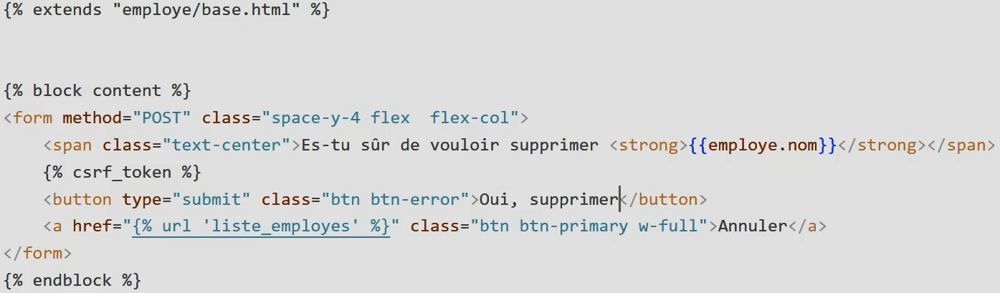 {% extends "employe/base.html" %}
{% block content %}
<form method="POST" class="space-y-4 flex  flex-col">
    <span class="text-center">Es-tu sûr de vouloir supprimer <strong>{{employe.nom}}</strong></span>
    {% csrf_token %}
    <button type="submit" class="btn btn-error">Oui, supprimer</button>
    <a href="{% url 'liste_employes' %}" class="btn btn-primary w-full">Annuler</a>
</form>
{% endblock %}